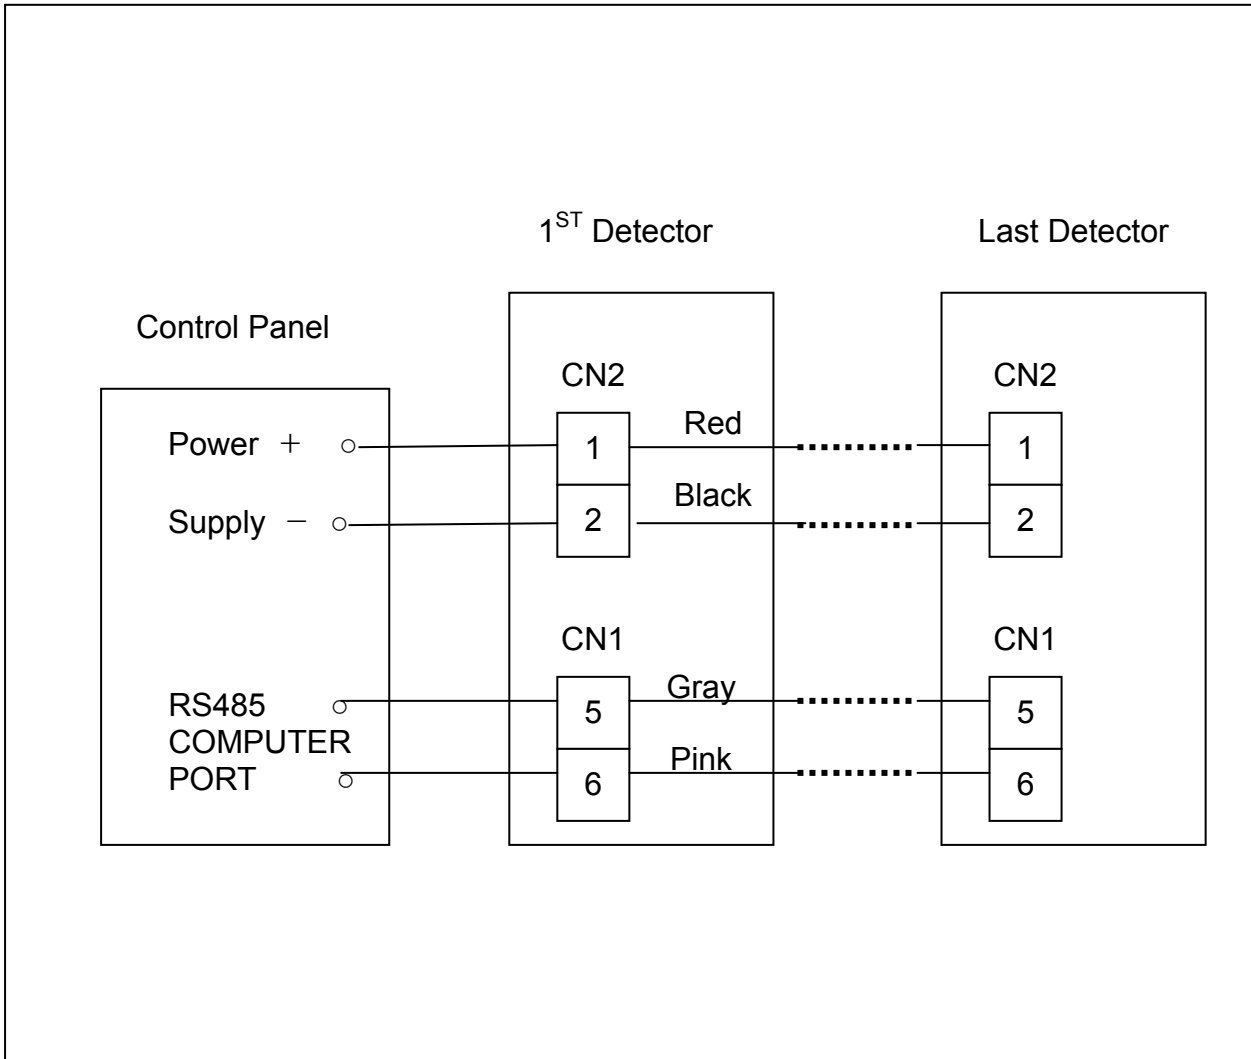 1ST Detector
Last Detector
Control Panel
CN2
CN2
Power + 
Red
1
1
Supply −
Black
2
2
CN1
CN1
RS485
Gray
5
5
COMPUTER
PORT
Pink
6
6